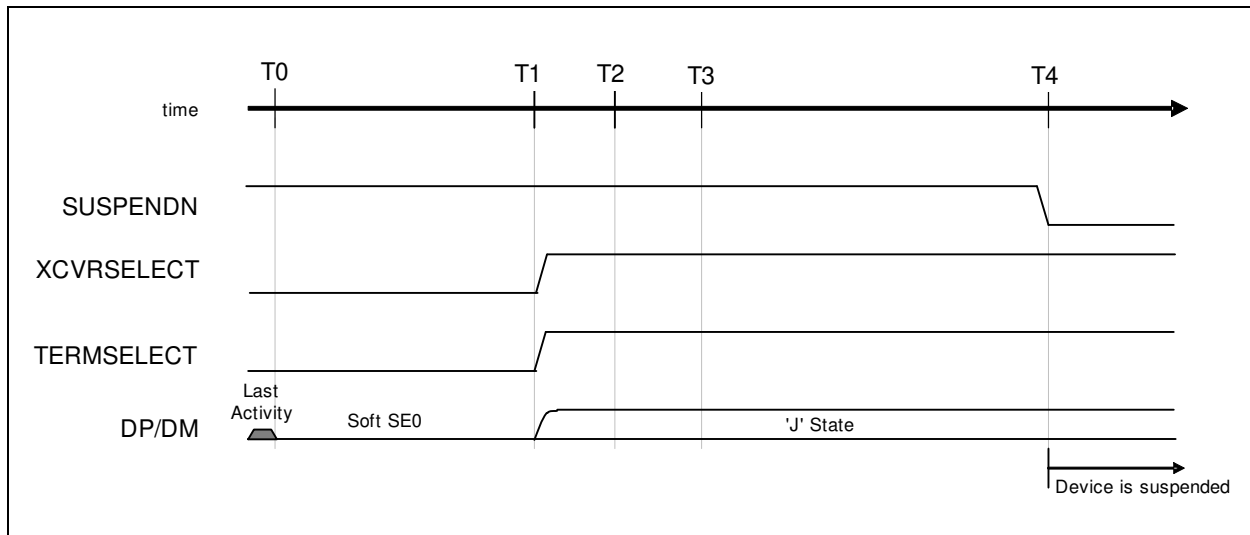 T0 T1 T2 T3 T4
time
SUSPENDN
XCVRSELECT
TERMSELECT
Last
Activity
DP/DM Soft SE0 'J' State
Device is suspended